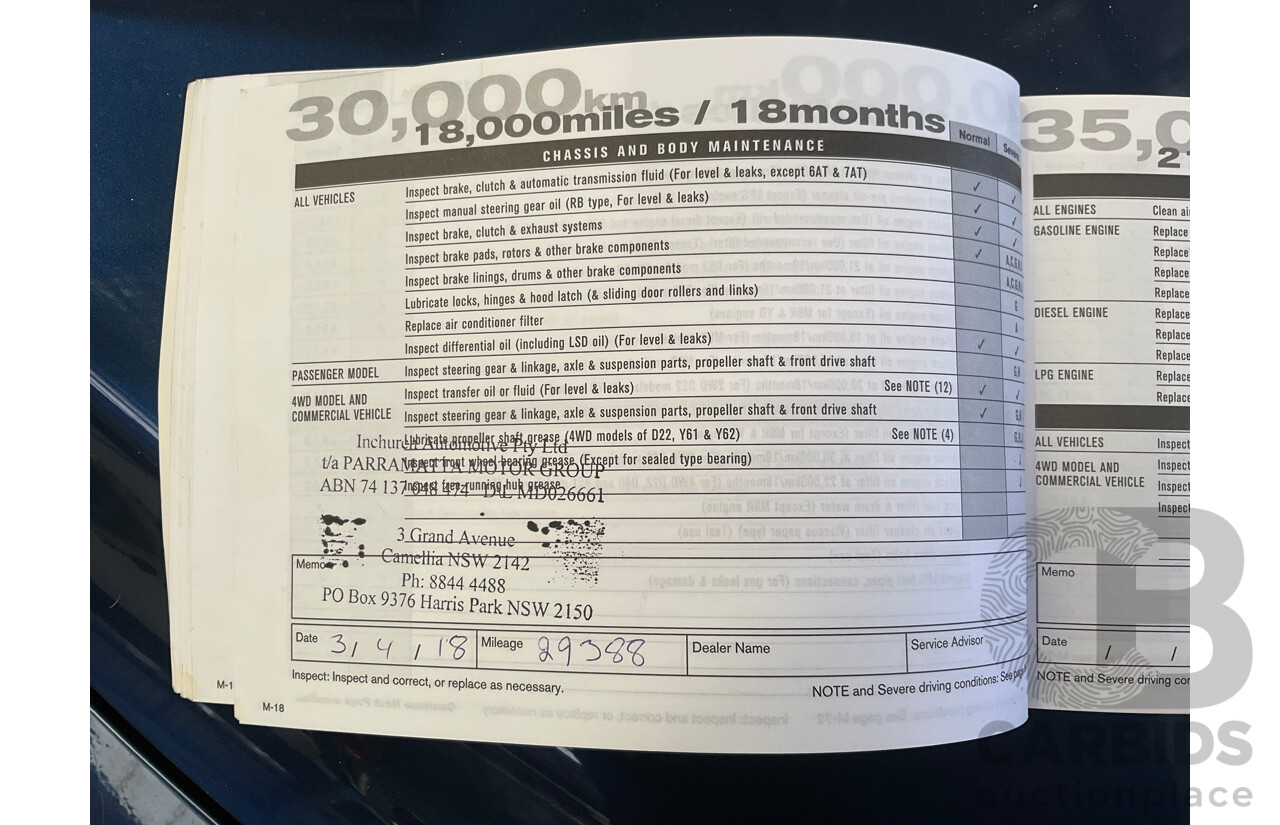 30,000km
18,000miles / 18months
Normal
CHASSIS AND BODY MAINTENANCE
ALL VEHICLES
Inspect brake, clutch & automatic transmission fluid (For level & leaks, except 6AT & 7AT) ✓ ✓
Inspect manual steering gear oil (RB type, For level & leaks) ✓ ✓
Inspect brake, clutch & exhaust systems ✓ ✓
Inspect brake pads, rotors & other brake components ✓
Inspect brake linings, drums & other brake components
Lubricate locks, hinges & hood latch (& sliding door rollers and links) G
Replace air conditioner filter A
Inspect differential oil (including LSD oil) (For level & leaks) ✓ ✓
PASSENGER MODEL Inspect steering gear & linkage, axle & suspension parts, propeller shaft & front drive shaft G,H
4WD MODEL AND
COMMERCIAL VEHICLE
Inspect transfer oil or fluid (For level & leaks) See NOTE (12) ✓ ✓
Inspect steering gear & linkage, axle & suspension parts, propeller shaft & front drive shaft ✓
Lubricate propeller shaft grease (4WD models of D22, Y61 & Y62) See NOTE (4)
Inspect front wheel bearing grease (Except for sealed type bearing)
Inspect free-running hub grease
Inchurch Automotive Pty Ltd
t/a PARRAMATTA MOTOR GROUP
ABN 74 137 048 474 DL MD026661
3 Grand Avenue
Camellia NSW 2142
Ph: 8844 4488
PO Box 9376 Harris Park NSW 2150
Memo
Date 3/4/18 Mileage 29388 Dealer Name Service Advisor
Inspect: Inspect and correct, or replace as necessary.
NOTE and Severe driving conditions: See
M-18
M-1
35,0
ALL ENGINES Clean
GASOLINE ENGINE Replace
Replace
Replace
Replace
DIESEL ENGINE Replace
Replace
Replace
LPG ENGINE Replace
Replace
ALL VEHICLES Inspect
4WD MODEL AND
COMMERCIAL VEHICLE
Inspect
Inspect
Inspect
Memo
Date / /
NOTE and Severe driving
CARBIDS
auctionplace